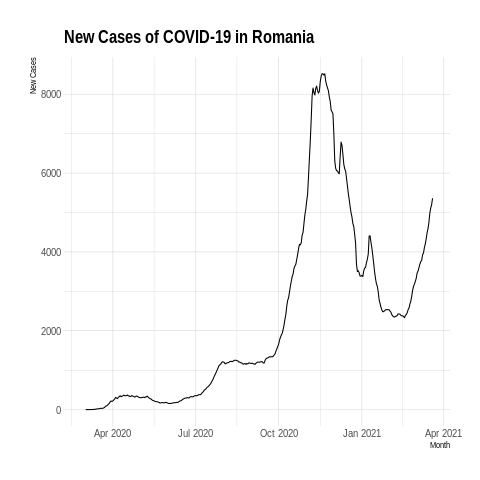 New Cases of COVID-19 in Romania
New Cases
8000
6000
4000
2000
0
Apr 2020 Jul 2020 Oct 2020 Jan 2021 Apr 2021
Month